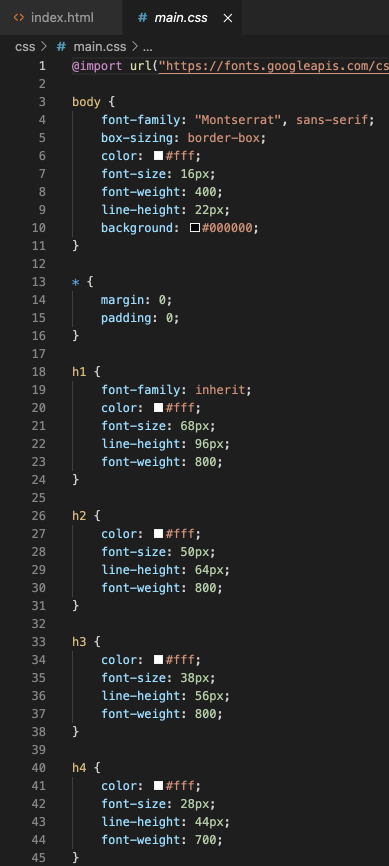 <> index.html # main.css ×
css > # main.css > ...
1 @import url("https://fonts.googleapis.com/cs
2
3 body {
4 font-family: "Montserrat", sans-serif;
5 box-sizing: border-box;
6 color: #fff;
7 font-size: 16px;
8 font-weight: 400;
9 line-height: 22px;
10 background: #000000;
11 }
12
13 * {
14 margin: 0;
15 padding: 0;
16 }
17
18 h1 {
19 font-family: inherit;
20 color: #fff;
21 font-size: 68px;
22 line-height: 96px;
23 font-weight: 800;
24 }
25
26 h2 {
27 color: #fff;
28 font-size: 50px;
29 line-height: 64px;
30 font-weight: 800;
31 }
32
33 h3 {
34 color: #fff;
35 font-size: 38px;
36 line-height: 56px;
37 font-weight: 800;
38 }
39
40 h4 {
41 color: #fff;
42 font-size: 28px;
43 line-height: 44px;
44 font-weight: 700;
45 }